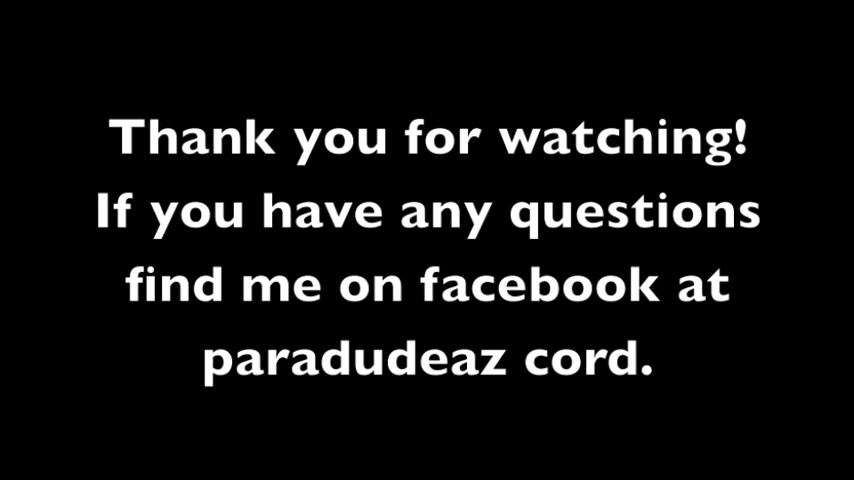 Thank you for watching!
If you have any questions
find me on facebook at
paradudeaz cord.